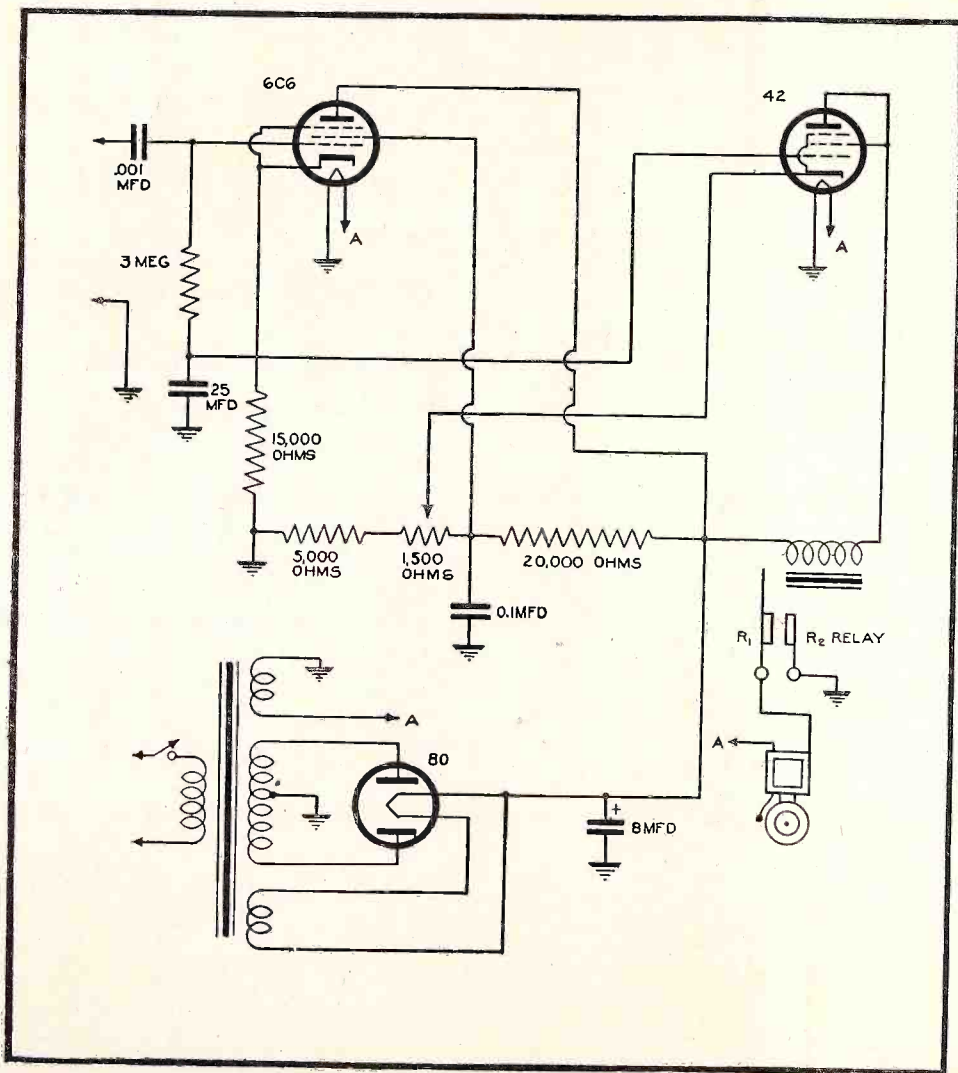 6C6
42
.001
MFD
A
A
3 MEG
.25
MFD
15,000
OHMS
5,000
OHMS
1,500
OHMS
20,000 OHMS
0.1MFD
R₁
R₂ RELAY
A
A
80
+
8MFD